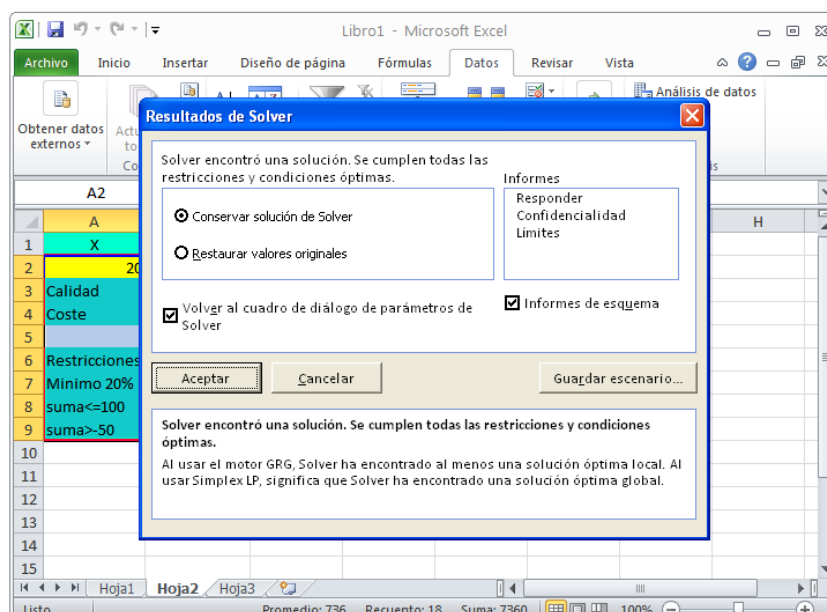 Libro1 - Microsoft Excel
Archivo Inicio Insertar Diseño de página Fórmulas Datos Revisar Vista
Análisis de datos
Obtener datos
externos
A2
A H
1 X
2 20
3 Calidad
4 Coste
5
6 Restricciones
7 Minimo 20%
8 suma<=100
9 suma>-50
10
11
12
13
14
15
Resultados de Solver
Solver encontró una solución. Se cumplen todas las
restricciones y condiciones óptimas.
Conservar solución de Solver
Restaurar valores originales
Informes
Responder
Confidencialidad
Límites
Volver al cuadro de diálogo de parámetros de
Solver
Informes de esquema
Aceptar Cancelar Guardar escenario...
Solver encontró una solución. Se cumplen todas las restricciones y condiciones
óptimas.
Al usar el motor GRG, Solver ha encontrado al menos una solución óptima local. Al
usar Simplex LP, significa que Solver ha encontrado una solución óptima global.
Hoja1 Hoja2 Hoja3
Listo Promedio: 736 Recuento: 18 Suma: 7360 100%